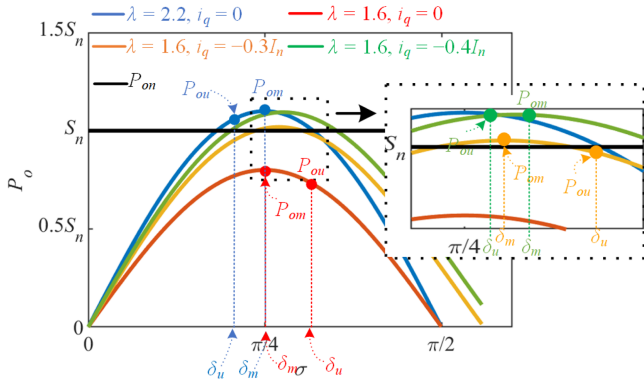 λ = 2.2, i_q = 0
λ = 1.6, i_q = 0
λ = 1.6, i_q = −0.3I_n
λ = 1.6, i_q = −0.4I_n
P_on
1.5S_n
S_n
0.5S_n
0
P_o
P_ou
P_om
P_ou
P_om
0
π/4
π/2
σ
δ_u
δ_m
δ_m
δ_u
S_n
P_om
P_ou
P_om
P_ou
π/4
δ_u
δ_m
δ_m
δ_u